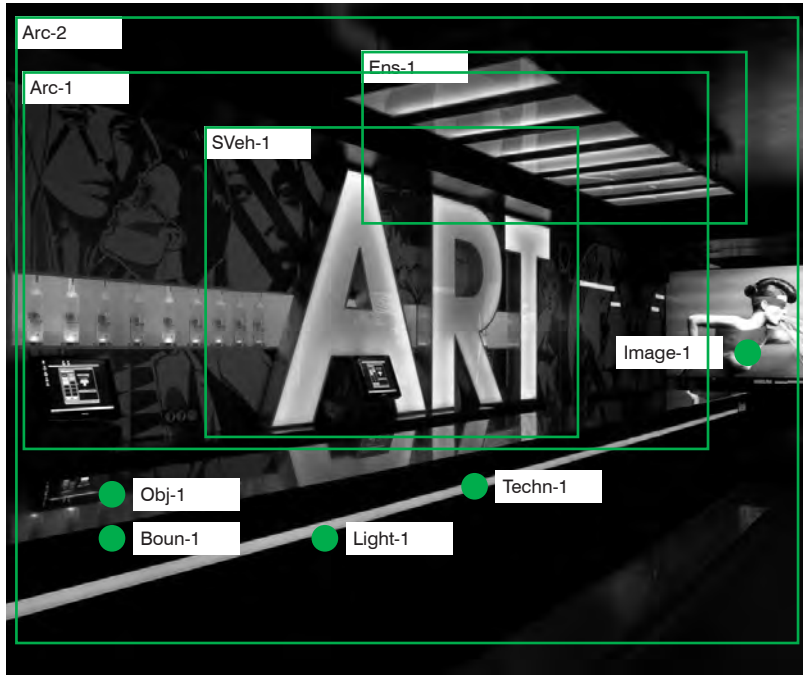 Arc-2
Ens-1
Arc-1
SVeh-1
ART
Image-1
Obj-1
Techn-1
Boun-1
Light-1